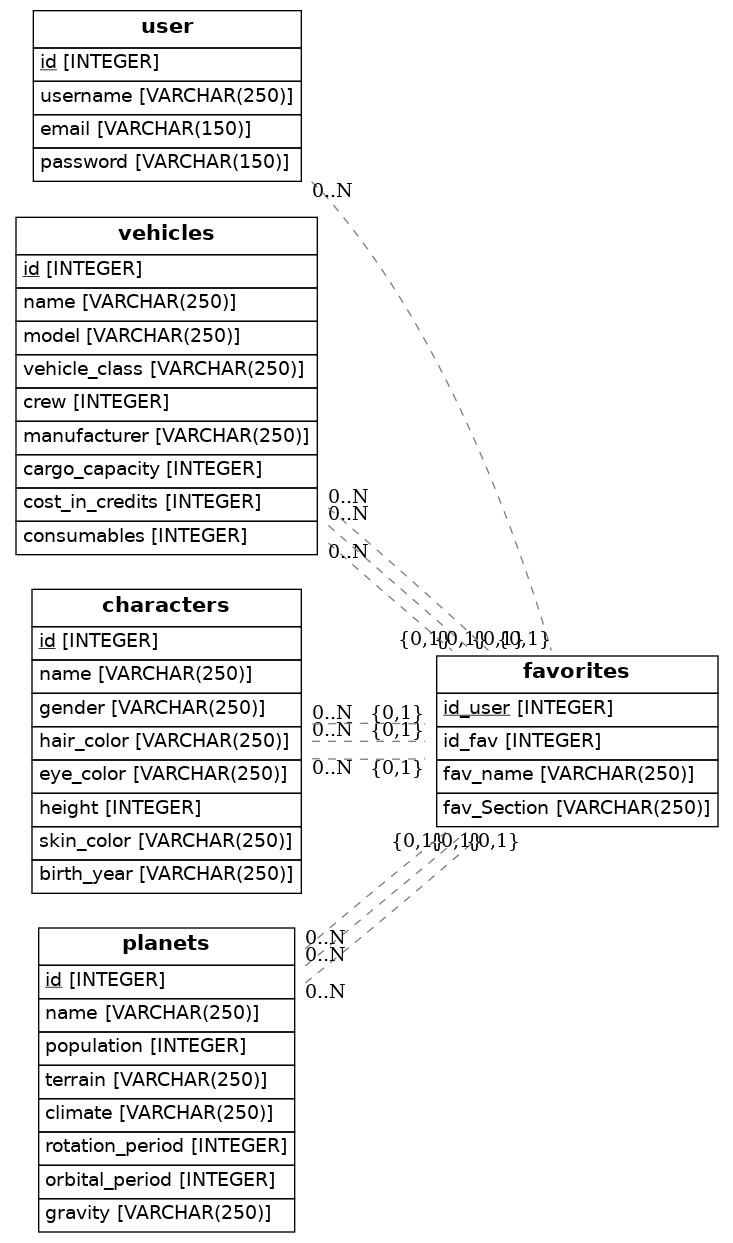 user
id [INTEGER]
username [VARCHAR(250)]
email [VARCHAR(150)]
password [VARCHAR(150)]
0..N
vehicles
id [INTEGER]
name [VARCHAR(250)]
model [VARCHAR(250)]
vehicle_class [VARCHAR(250)]
crew [INTEGER]
manufacturer [VARCHAR(250)]
cargo_capacity [INTEGER]
cost_in_credits [INTEGER]
consumables [INTEGER]
0..N
0..N
0..N
{0,1}
{0,1}
{0,1}
{0,1}
characters
id [INTEGER]
name [VARCHAR(250)]
gender [VARCHAR(250)]
hair_color [VARCHAR(250)]
eye_color [VARCHAR(250)]
height [INTEGER]
skin_color [VARCHAR(250)]
birth_year [VARCHAR(250)]
0..N {0,1}
0..N {0,1}
0..N {0,1}
favorites
id_user [INTEGER]
id_fav [INTEGER]
fav_name [VARCHAR(250)]
fav_Section [VARCHAR(250)]
{0,1}
{0,1}
{0,1}
0..N
0..N
0..N
planets
id [INTEGER]
name [VARCHAR(250)]
population [INTEGER]
terrain [VARCHAR(250)]
climate [VARCHAR(250)]
rotation_period [INTEGER]
orbital_period [INTEGER]
gravity [VARCHAR(250)]